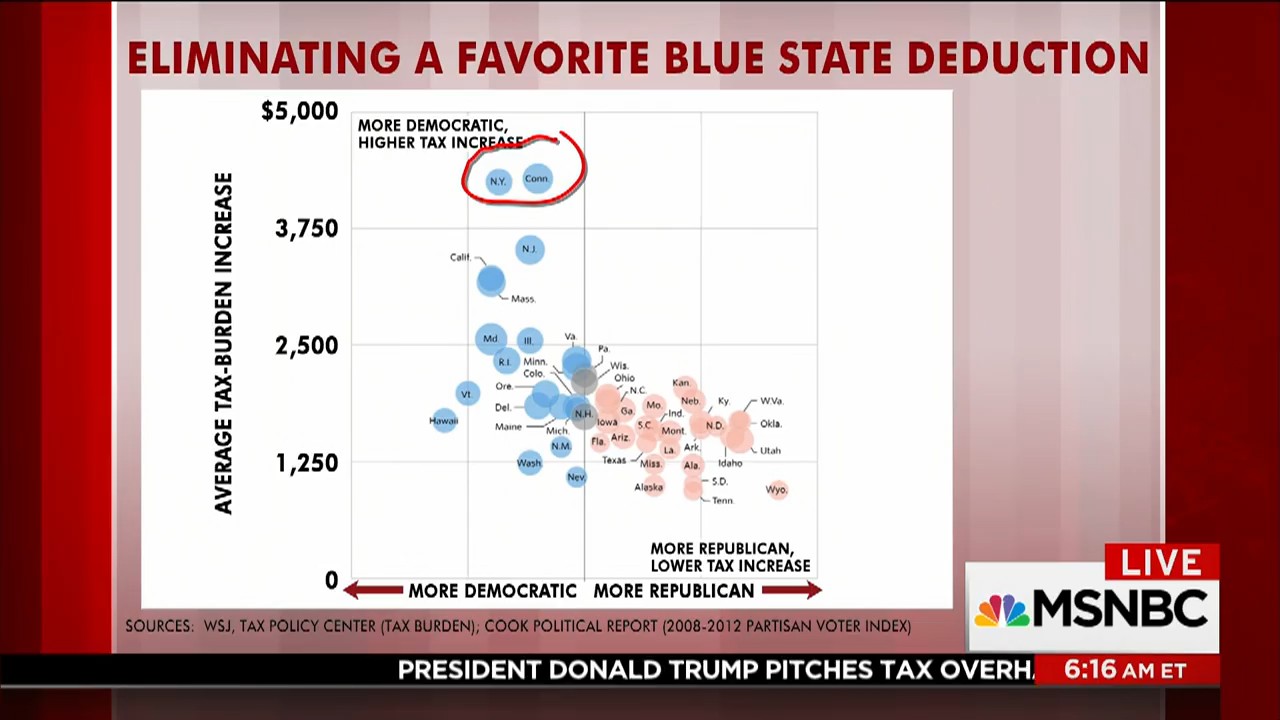 ELIMINATING A FAVORITE BLUE STATE DEDUCTION
$5,000
3,750
2,500
1,250
0
AVERAGE TAX-BURDEN INCREASE
MORE DEMOCRATIC,
HIGHER TAX INCREASE
N.Y.
Conn.
N.J.
Calif.
Mass.
Md.
Ill.
Va.
Pa.
R.I.
Minn.
Wis.
Colo.
Ohio
Vt.
Ore.
N.C.
Kan.
Del.
Ga.
Mo.
Neb.
Ky.
W.Va.
Hawaii
Maine
Mich.
N.H.
Iowa
Ind.
S.C.
Mont.
N.D.
Okla.
N.M.
Fla.
Ariz.
La.
Ark.
Utah
Wash.
Texas
Miss.
Ala.
Idaho
Nev.
Alaska
S.D.
Tenn.
Wyo.
MORE REPUBLICAN,
LOWER TAX INCREASE
MORE DEMOCRATIC MORE REPUBLICAN
SOURCES: WSJ, TAX POLICY CENTER (TAX BURDEN); COOK POLITICAL REPORT (2008-2012 PARTISAN VOTER INDEX)
LIVE
MSNBC
PRESIDENT DONALD TRUMP PITCHES TAX OVERHA
6:16 AM ET